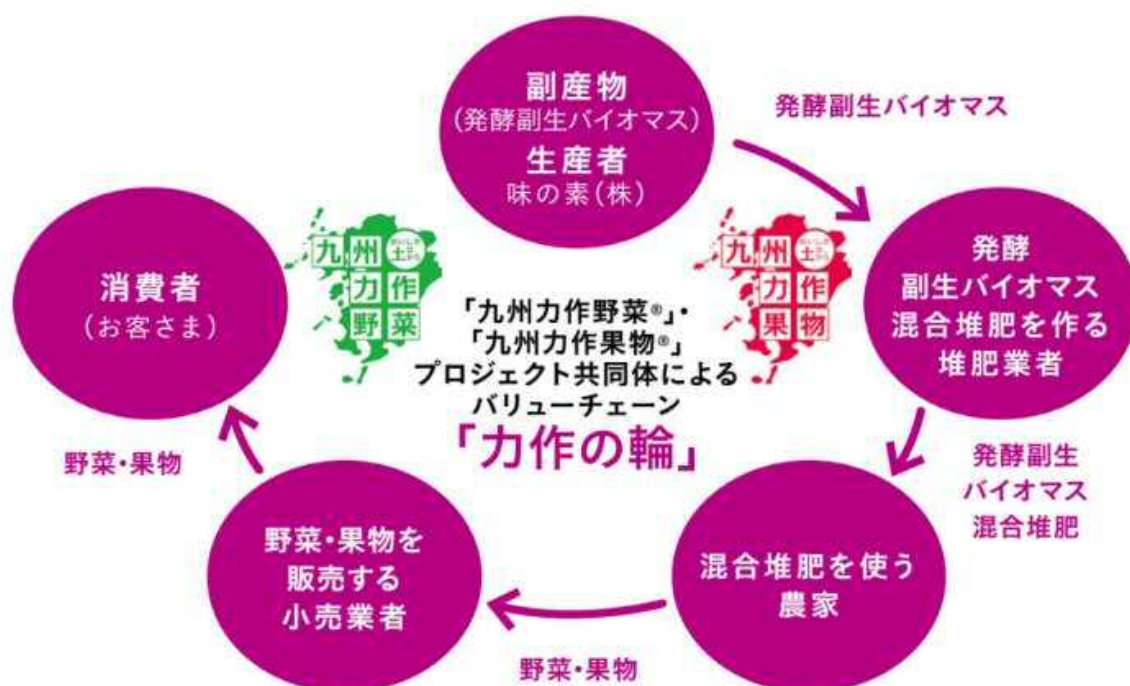 副産物
(発酵副生バイオマス)
生産者
味の素(株)
発酵副生バイオマス
発酵
副生バイオマス
混合堆肥を作る
堆肥業者
発酵副生
バイオマス
混合堆肥
混合堆肥を使う
農家
野菜・果物
野菜・果物を
販売する
小売業者
野菜・果物
消費者
(お客さま)
九州
力作
野菜
九州
力作
果物
「九州力作野菜®」・
「九州力作果物®」
プロジェクト共同体による
バリューチェーン
「力作の輪」